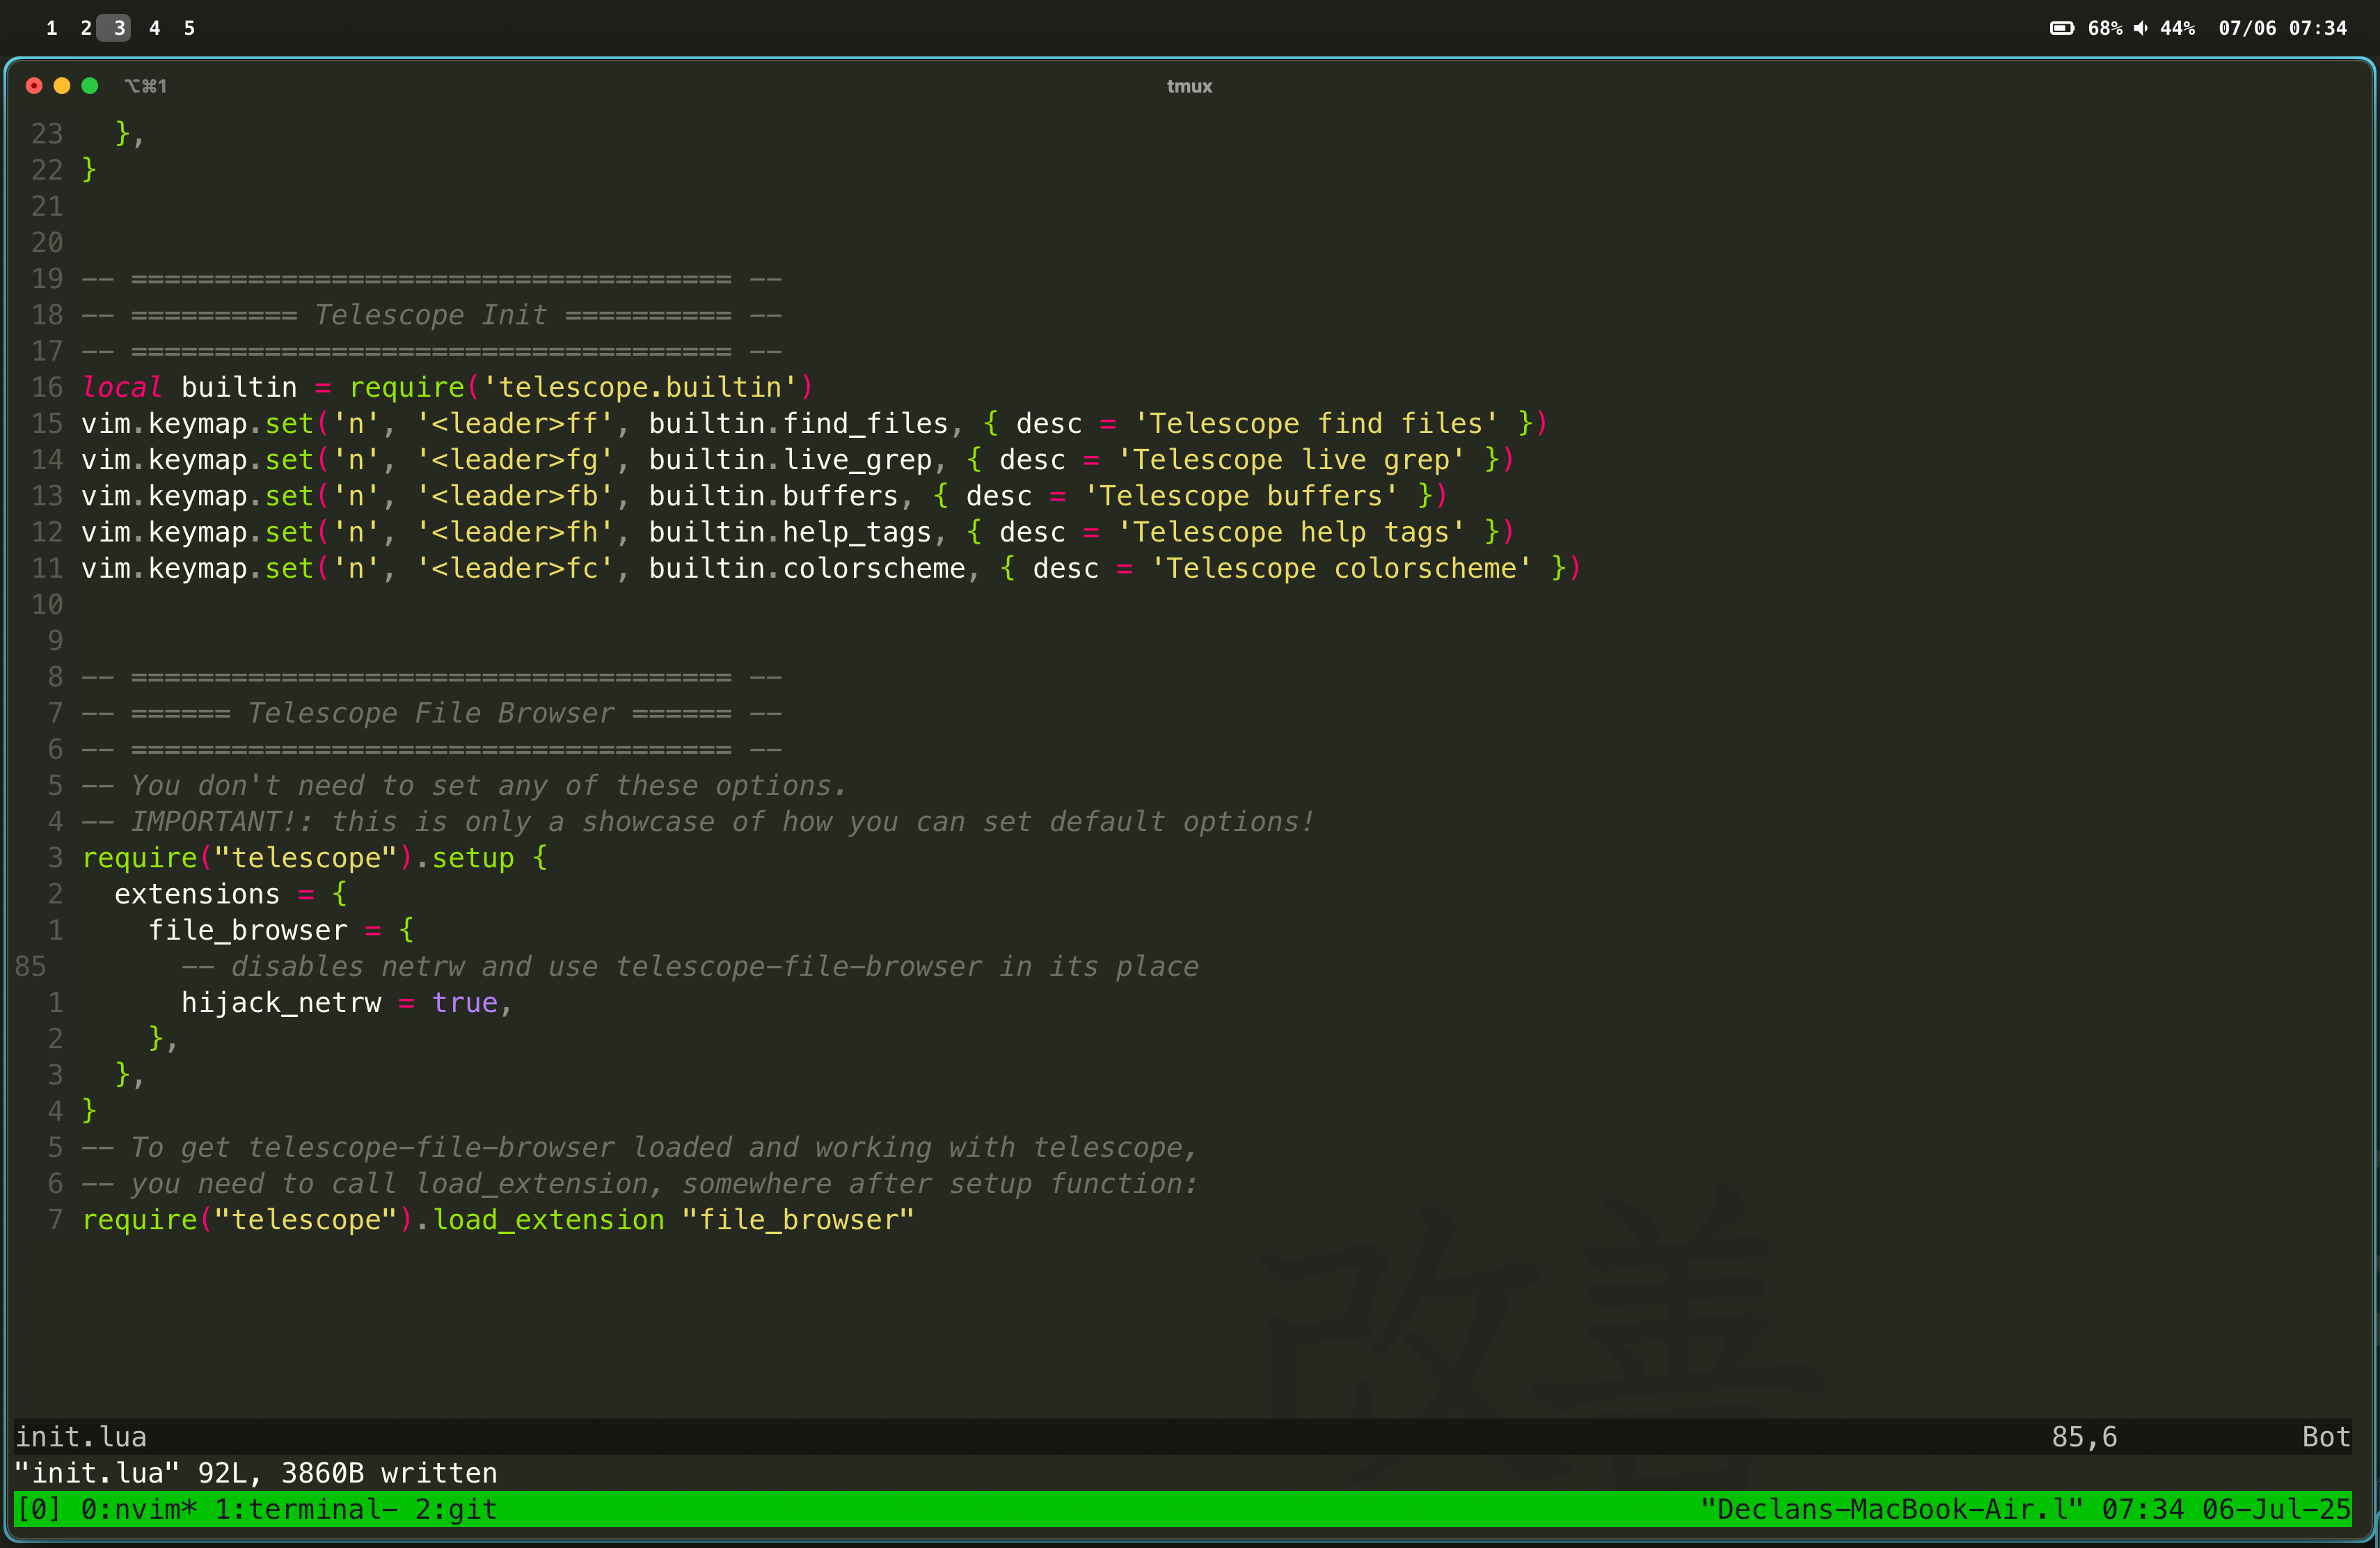 1 2 3 4 5 68% 44% 07/06 07:34
⌥⌘1 tmux
23   },
22 }
21
20
19 -- ==================================== --
18 -- ========== Telescope Init ========== --
17 -- ==================================== --
16 local builtin = require('telescope.builtin')
15 vim.keymap.set('n', '<leader>ff', builtin.find_files, { desc = 'Telescope find files' })
14 vim.keymap.set('n', '<leader>fg', builtin.live_grep, { desc = 'Telescope live grep' })
13 vim.keymap.set('n', '<leader>fb', builtin.buffers, { desc = 'Telescope buffers' })
12 vim.keymap.set('n', '<leader>fh', builtin.help_tags, { desc = 'Telescope help tags' })
11 vim.keymap.set('n', '<leader>fc', builtin.colorscheme, { desc = 'Telescope colorscheme' })
10
9
8 -- ==================================== --
7 -- ====== Telescope File Browser ====== --
6 -- ==================================== --
5 -- You don't need to set any of these options.
4 -- IMPORTANT!: this is only a showcase of how you can set default options!
3 require("telescope").setup {
2   extensions = {
1     file_browser = {
85       -- disables netrw and use telescope-file-browser in its place
1       hijack_netrw = true,
2     },
3   },
4 }
5 -- To get telescope-file-browser loaded and working with telescope,
6 -- you need to call load_extension, somewhere after setup function:
7 require("telescope").load_extension "file_browser"
改善
init.lua 85,6 Bot
"init.lua" 92L, 3860B written
[0] 0:nvim* 1:terminal- 2:git "Declans-MacBook-Air.l" 07:34 06-Jul-25